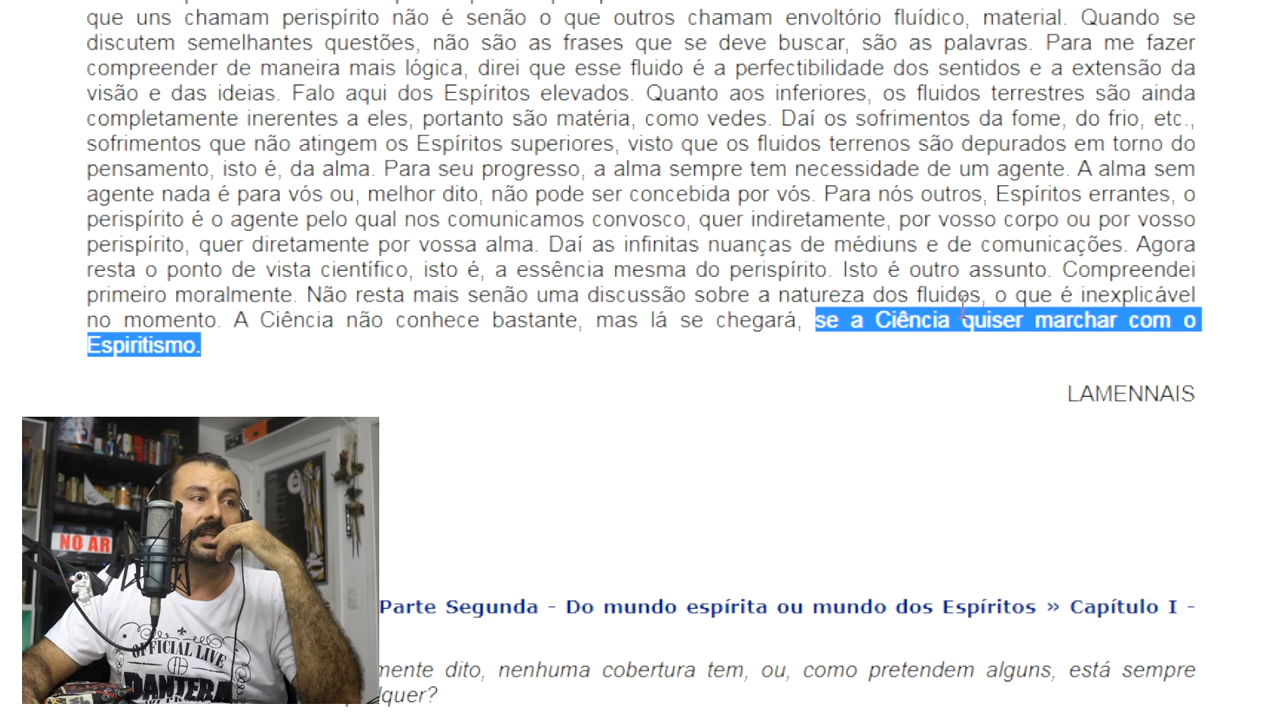 que uns chamam perispírito não é senão o que outros chamam envoltório fluídico, material. Quando se
discutem semelhantes questões, não são as frases que se deve buscar, são as palavras. Para me fazer
compreender de maneira mais lógica, direi que esse fluido é a perfectibilidade dos sentidos e a extensão da
visão e das ideias. Falo aqui dos Espíritos elevados. Quanto aos inferiores, os fluidos terrestres são ainda
completamente inerentes a eles, portanto são matéria, como vedes. Daí os sofrimentos da fome, do frio, etc.,
sofrimentos que não atingem os Espíritos superiores, visto que os fluidos terrenos são depurados em torno do
pensamento, isto é, da alma. Para seu progresso, a alma sempre tem necessidade de um agente. A alma sem
agente nada é para vós ou, melhor dito, não pode ser concebida por vós. Para nós outros, Espíritos errantes, o
perispírito é o agente pelo qual nos comunicamos convosco, quer indiretamente, por vosso corpo ou por vosso
perispírito, quer diretamente por vossa alma. Daí as infinitas nuanças de médiuns e de comunicações. Agora
resta o ponto de vista científico, isto é, a essência mesma do perispírito. Isto é outro assunto. Compreendei
primeiro moralmente. Não resta mais senão uma discussão sobre a natureza dos fluidos, o que é inexplicável
no momento. A Ciência não conhece bastante, mas lá se chegará, se a Ciência quiser marchar com o
Espiritismo.
LAMENNAIS
NO AR
OFFICIAL LIVE
PANTERA
Parte Segunda - Do mundo espírita ou mundo dos Espíritos » Capítulo I -
mente dito, nenhuma cobertura tem, ou, como pretendem alguns, está sempre
lquer?